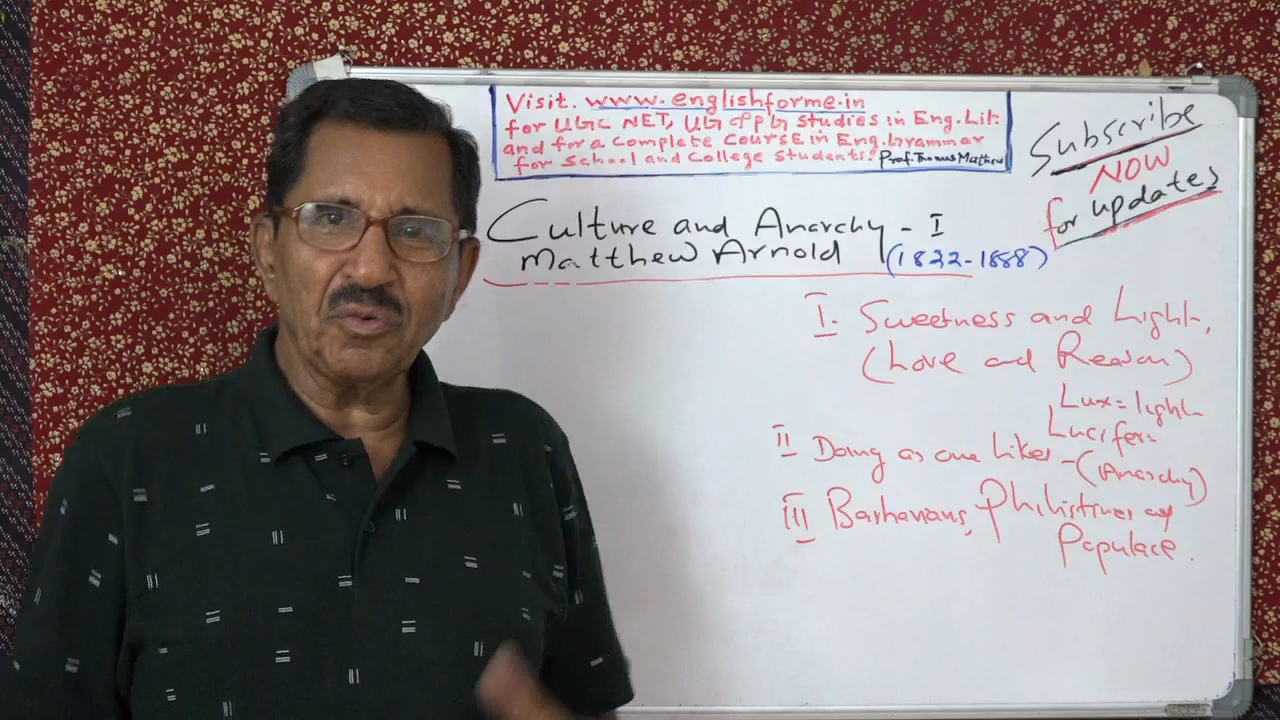 Visit. www.englishforme.in
for UGC NET, UG & PG Studies in Eng. Lit.
and for a Complete Course in Eng. Grammar
for School and College Students. Prof. Thomas Mathew
Subscribe
NOW
for updates
Culture and Anarchy - I
Matthew Arnold (1822-1888)
I. Sweetness and Light,
(Love and Reason)
Lux = light
Lucifer
II Doing as one Likes - (Anarchy)
III Barbarians, Philistines and
Populace.